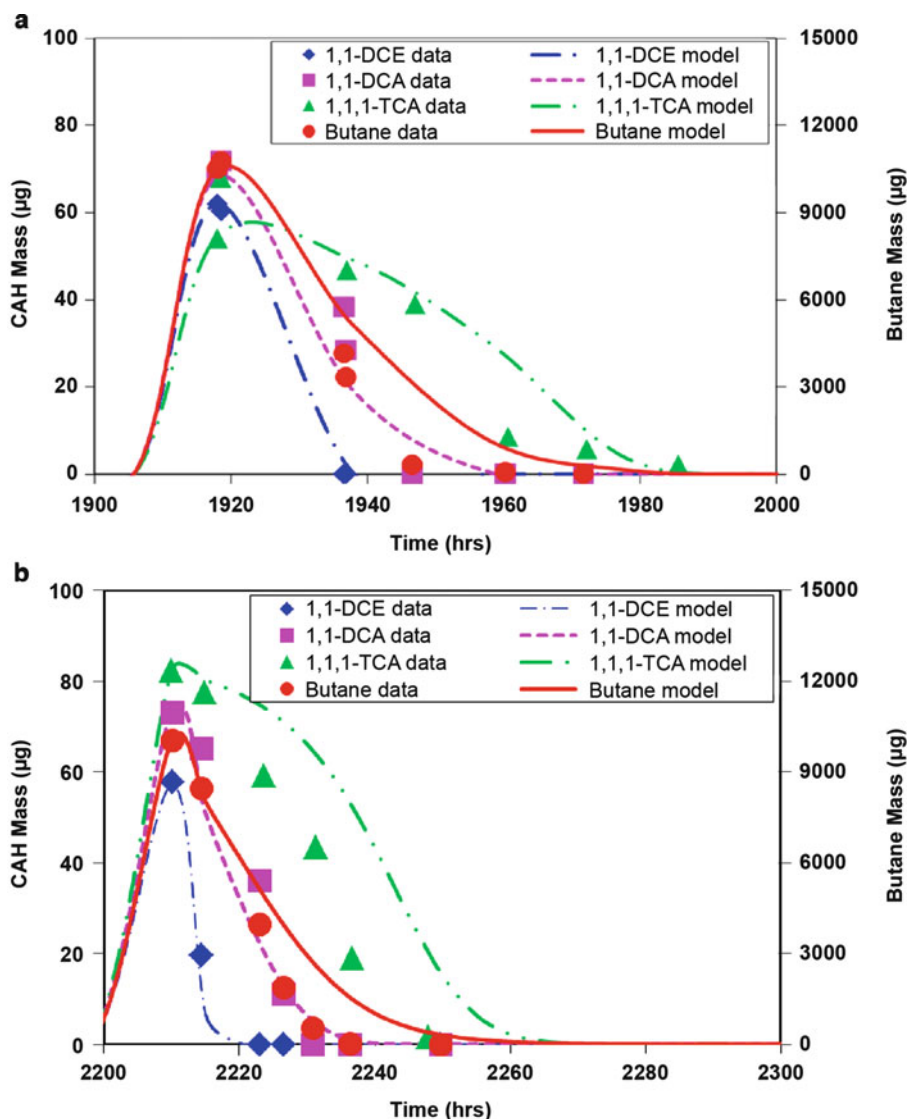 a
100
80
60
40
20
0
CAH Mass (µg)
1,1-DCE data
1,1-DCE model
1,1-DCA data
1,1-DCA model
1,1,1-TCA data
1,1,1-TCA model
Butane data
Butane model
15000
12000
9000
6000
3000
0
Butane Mass (µg)
1900 1920 1940 1960 1980 2000
Time (hrs)
b
100
80
60
40
20
0
CAH Mass (µg)
1,1-DCE data
1,1-DCE model
1,1-DCA data
1,1-DCA model
1,1,1-TCA data
1,1,1-TCA model
Butane data
Butane model
15000
12000
9000
6000
3000
0
Butane Mass (µg)
2200 2220 2240 2260 2280 2300
Time (hrs)